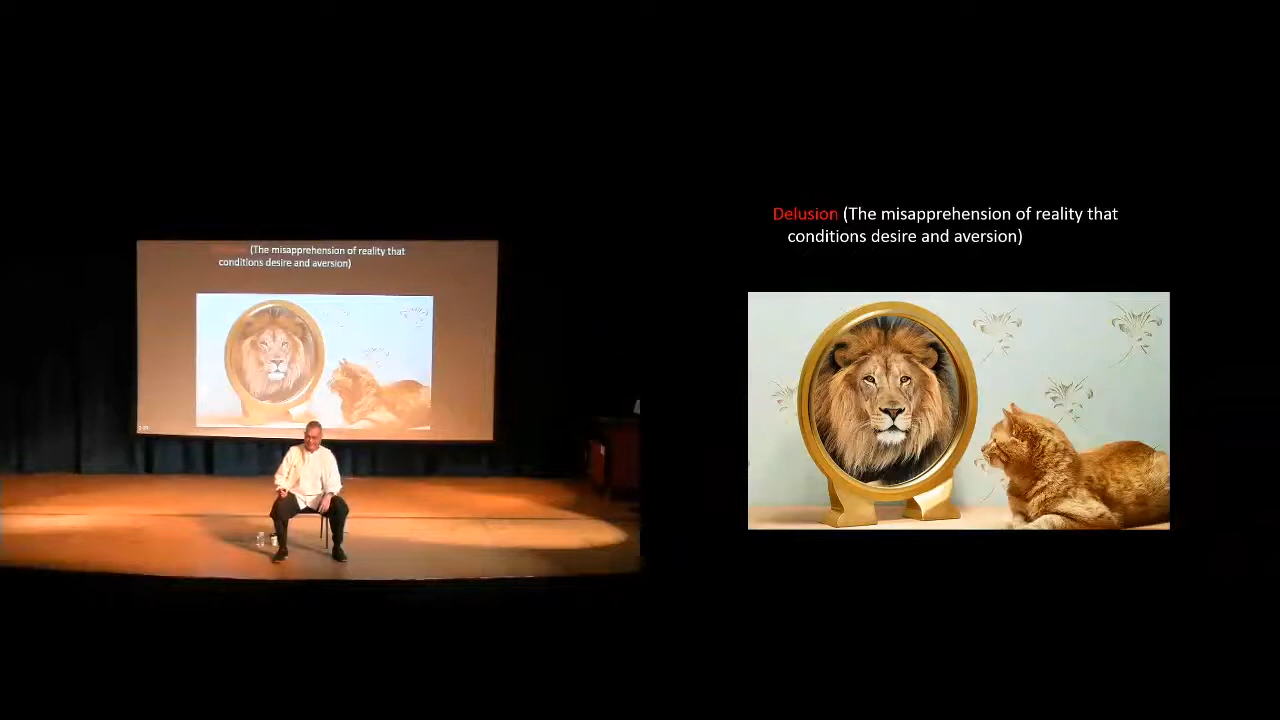 (The misapprehension of reality that
conditions desire and aversion)
Delusion (The misapprehension of reality that
conditions desire and aversion)